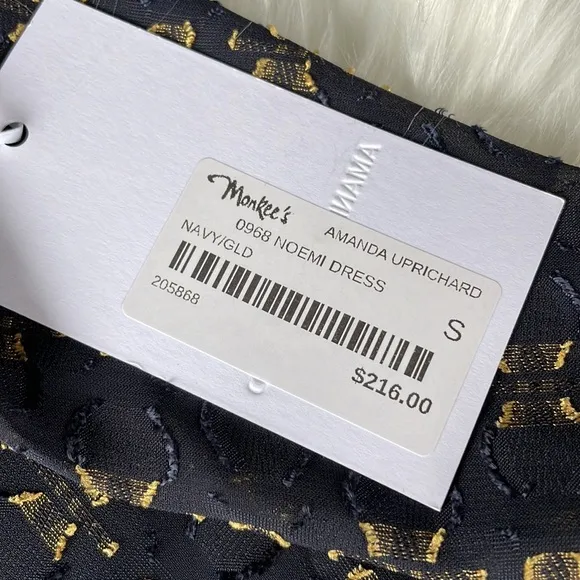 Monkee's
AMANDA UPRICHARD
0968 NOEMI DRESS
NAVY/GLD
205868
S
$216.00